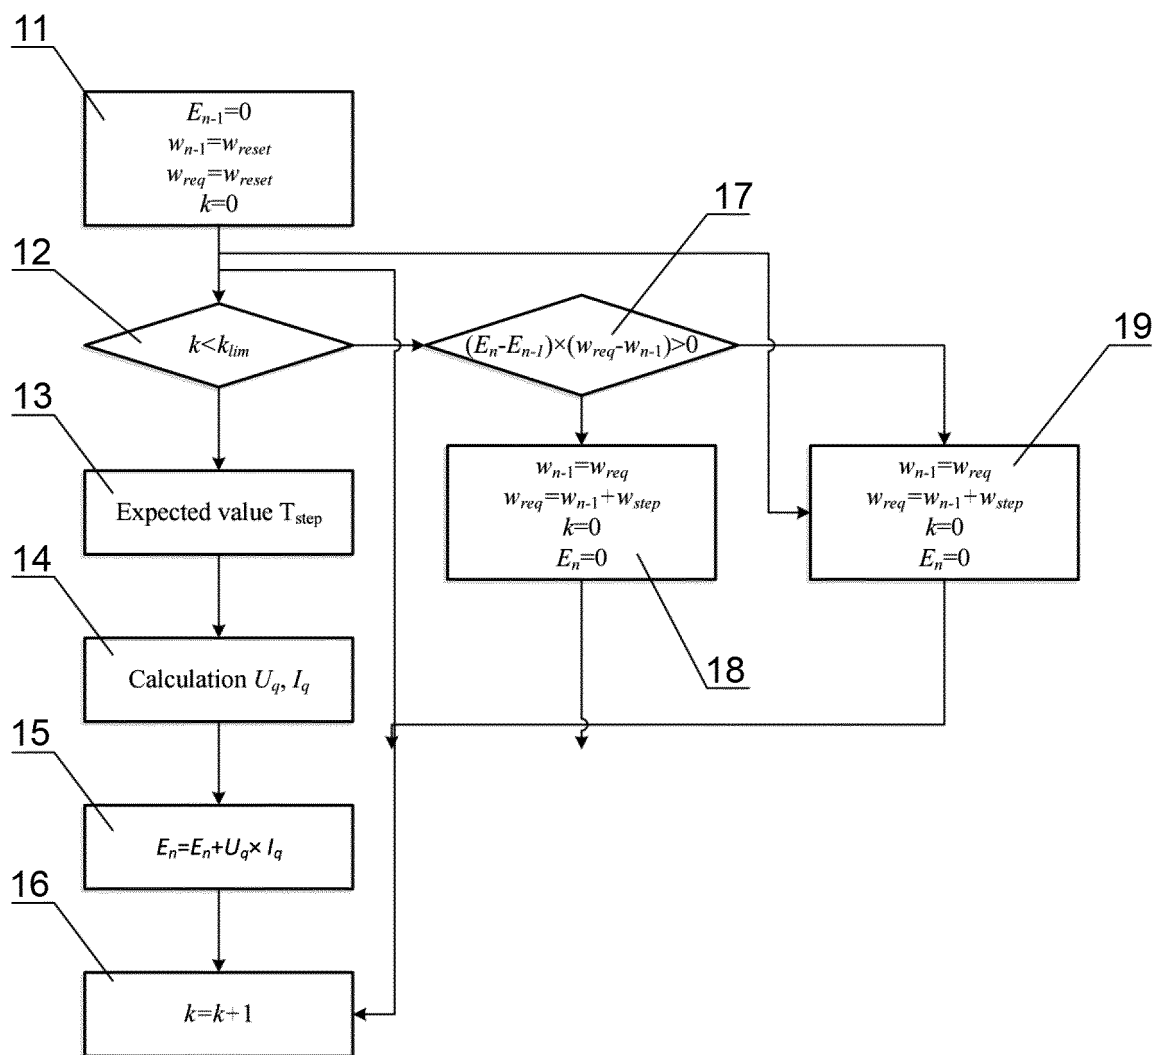 11
E_{n-1}=0
w_{n-1}=w_{reset}
w_{req}=w_{reset}
k=0
12
k<k_{lim}
17
(E_n-E_{n-1})×(w_{req}-w_{n-1})>0
19
13
Expected value T_{step}
w_{n-1}=w_{req}
w_{req}=w_{n-1}+w_{step}
k=0
E_n=0
w_{n-1}=w_{req}
w_{req}=w_{n-1}+w_{step}
k=0
E_n=0
14
Calculation U_q, I_q
18
15
E_n=E_n+U_q× I_q
16
k=k+1